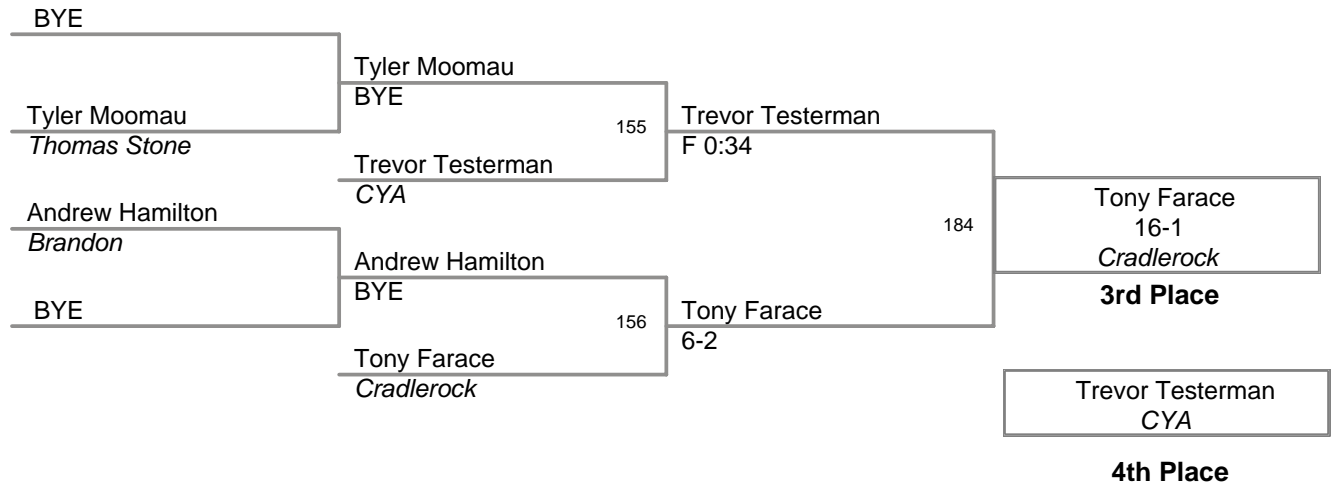 BYE
Tyler Moomau
BYE
Tyler Moomau
Thomas Stone
155
Trevor Testerman
F 0:34
Trevor Testerman
CYA
Andrew Hamilton
Brandon
184
Tony Farace
16-1
Cradlerock
3rd Place
Andrew Hamilton
BYE
BYE
156
Tony Farace
6-2
Tony Farace
Cradlerock
Trevor Testerman
CYA
4th Place